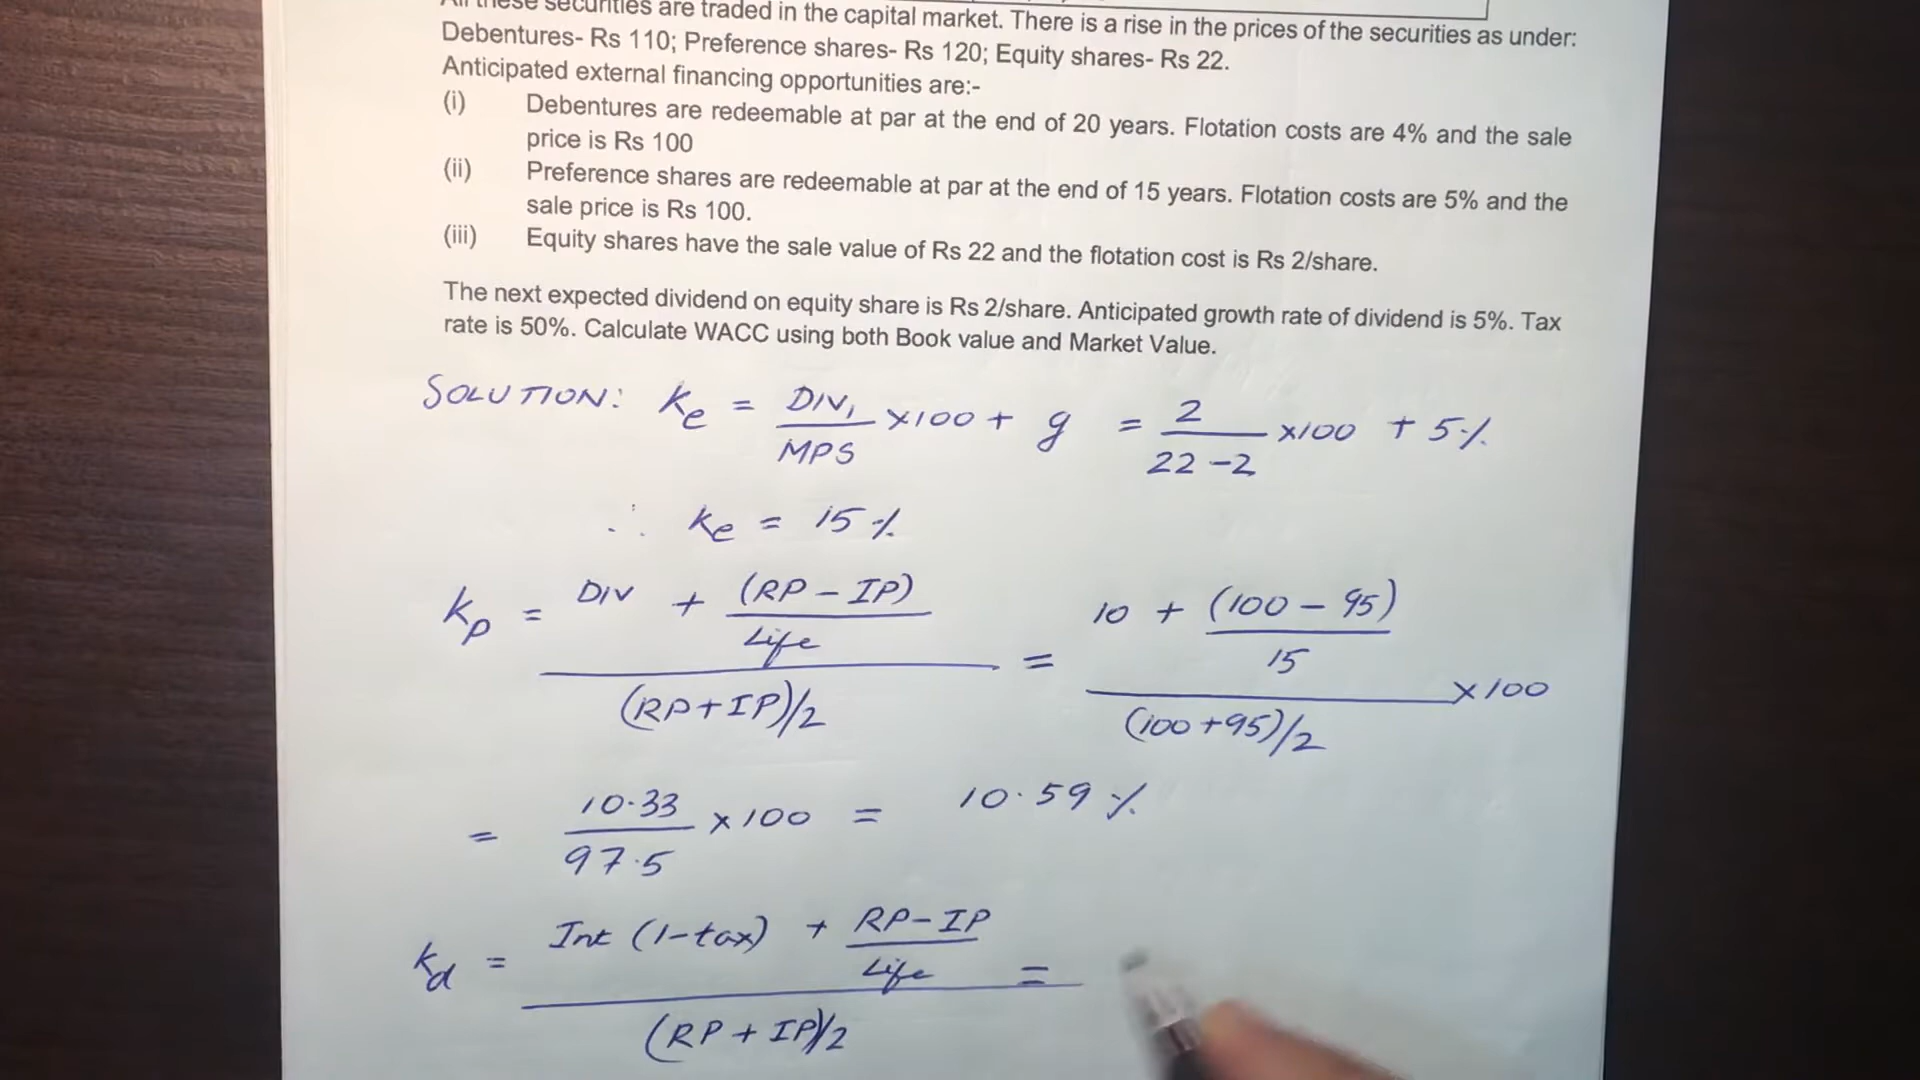 these securities are traded in the capital market. There is a rise in the prices of the securities as under:
Debentures- Rs 110; Preference shares- Rs 120; Equity shares- Rs 22.
Anticipated external financing opportunities are:-
(i) Debentures are redeemable at par at the end of 20 years. Flotation costs are 4% and the sale
price is Rs 100
(ii) Preference shares are redeemable at par at the end of 15 years. Flotation costs are 5% and the
sale price is Rs 100.
(iii) Equity shares have the sale value of Rs 22 and the flotation cost is Rs 2/share.
The next expected dividend on equity share is Rs 2/share. Anticipated growth rate of dividend is 5%. Tax
rate is 50%. Calculate WACC using both Book value and Market Value.
SOLUTION: Ke = DIV1 / MPS ×100 + g = 2 / 22-2 ×100 + 5%
∴ Ke = 15%
Kp = DIV + (RP - IP) / Life / (RP+IP)/2 = 10 + (100 - 95) / 15 / (100+95)/2 ×100
= 10.33 / 97.5 ×100 = 10.59%
Kd = Int (1-tax) + RP-IP / Life / (RP + IP)/2 =